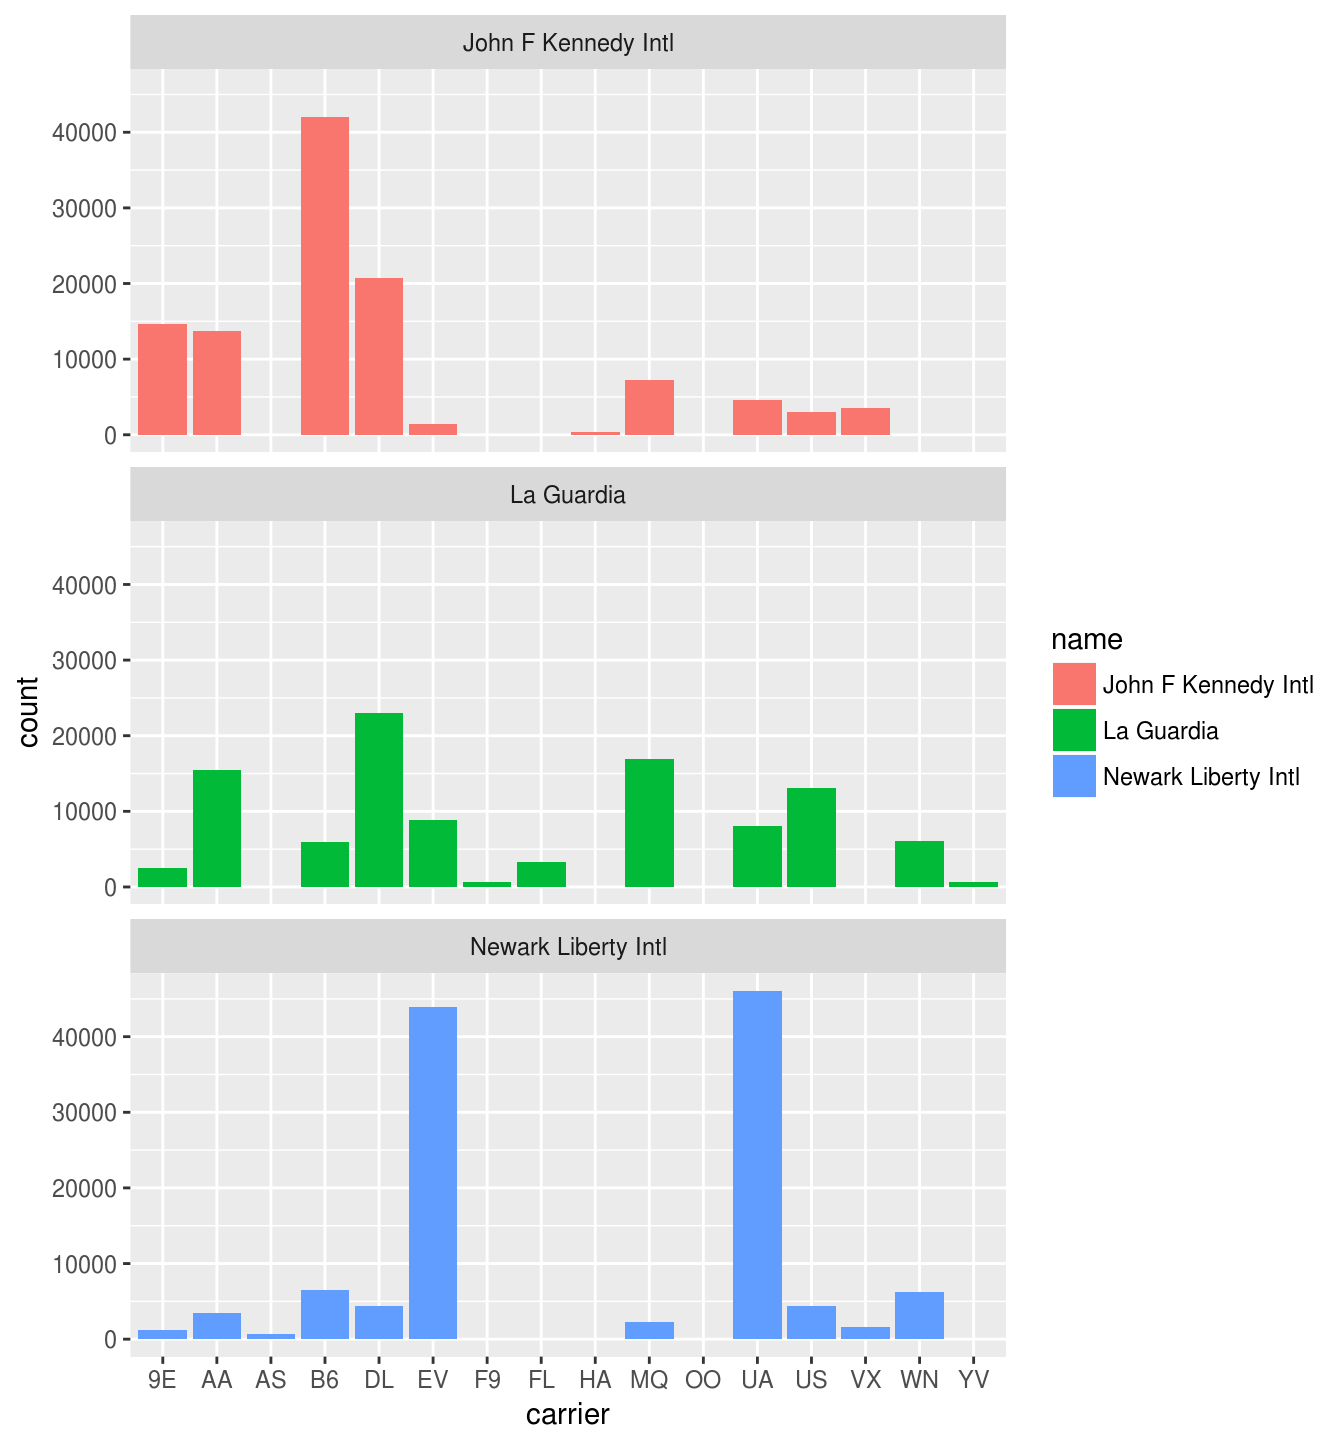 John F Kennedy Intl
40000
30000
20000
10000
0
La Guardia
40000
30000
20000
10000
0
Newark Liberty Intl
40000
30000
20000
10000
0
count
9E AA AS B6 DL EV F9 FL HA MQ OO UA US VX WN YV
carrier
name
John F Kennedy Intl
La Guardia
Newark Liberty Intl